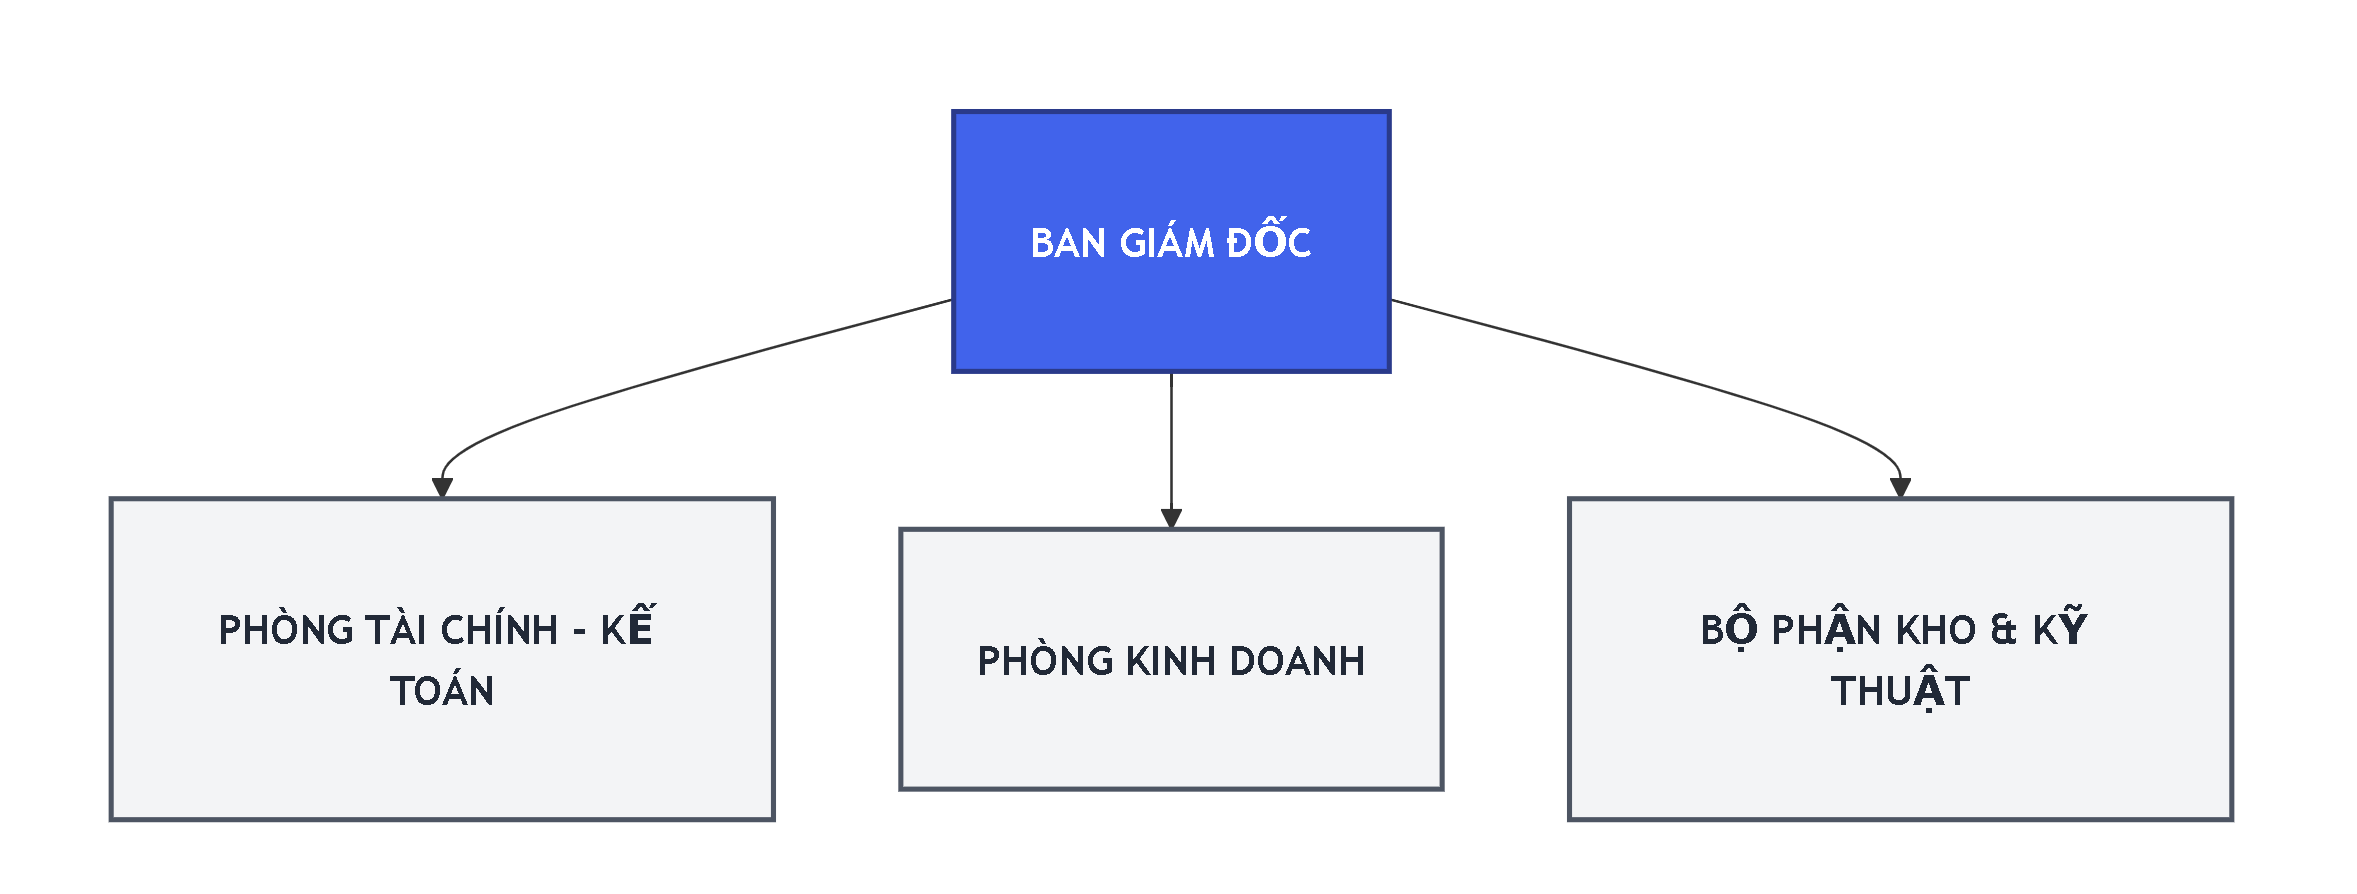 BAN GIÁM ĐỐC
PHÒNG TÀI CHÍNH - KẾ
TOÁN
PHÒNG KINH DOANH
BỘ PHẬN KHO & KỸ
THUẬT